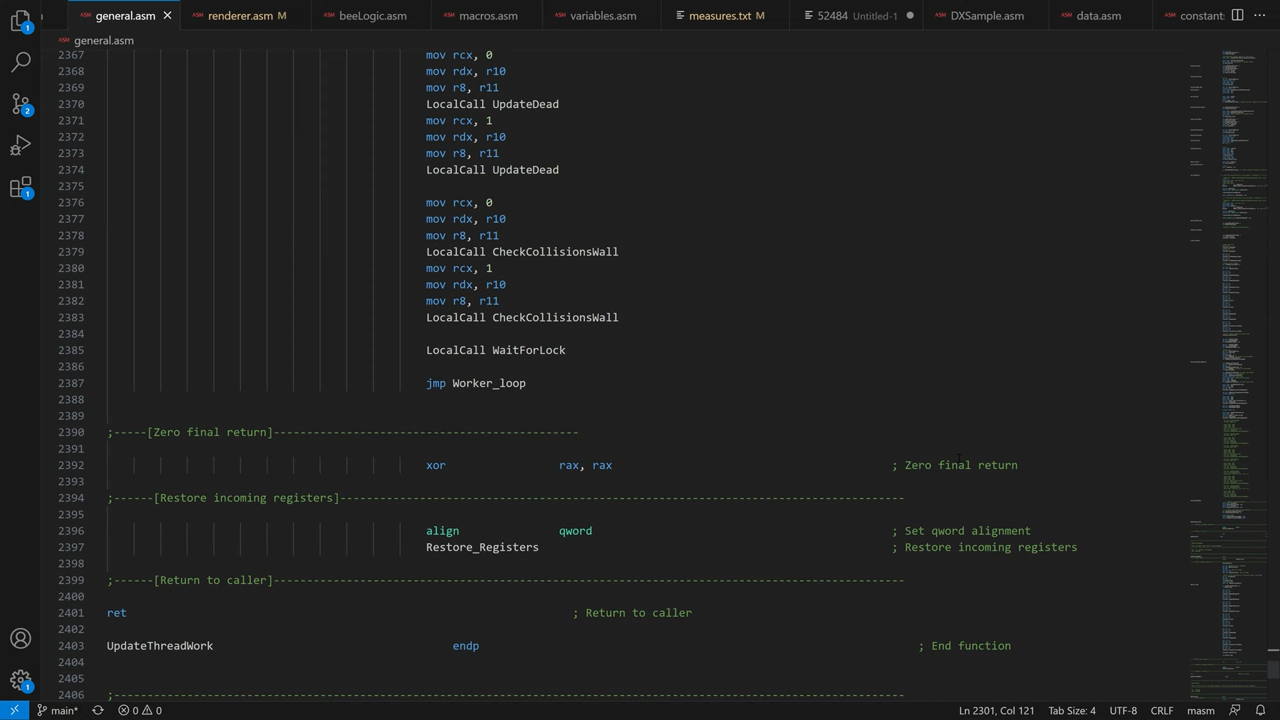 general.asm
renderer.asm M
beeLogic.asm
macros.asm
variables.asm
measures.txt M
52484 Untitled-1
DXSample.asm
data.asm
constant
general.asm
2367 mov rcx, 0
2368 mov rdx, r10
2369 mov r8, r11
2370 LocalCall UpdateDead
2371 mov rcx, 1
2372 mov rdx, r10
2373 mov r8, r11
2374 LocalCall UpdateDead
2375
2376 mov rcx, 0
2377 mov rdx, r10
2378 mov r8, r11
2379 LocalCall CheckCollisionsWall
2380 mov rcx, 1
2381 mov rdx, r10
2382 mov r8, r11
2383 LocalCall CheckCollisionsWall
2384
2385 LocalCall WaitForLock
2386
2387 jmp Worker_loop
2388
2389
2390 ;-----[Zero final return]----------------------------------------------
2391
2392 xor rax, rax ; Zero final return
2393
2494 ;------[Restore incoming registers]-------------------------------------------------------------------------------------
2395
2396 align qword ; Set qword alignment
2397 Restore_Registers ; Restore incoming registers
2398
2399 ;------[Return to caller]-----------------------------------------------------------------------------------------------
2400
2401 ret ; Return to caller
2402
2403 UpdateThreadWork endp ; End function
2404
2405 ;-----------------------------------------------------------------------------------------------------------------------
2406
main* 0 0 Ln 2301, Col 121 Tab Size: 4 UTF-8 CRLF masm